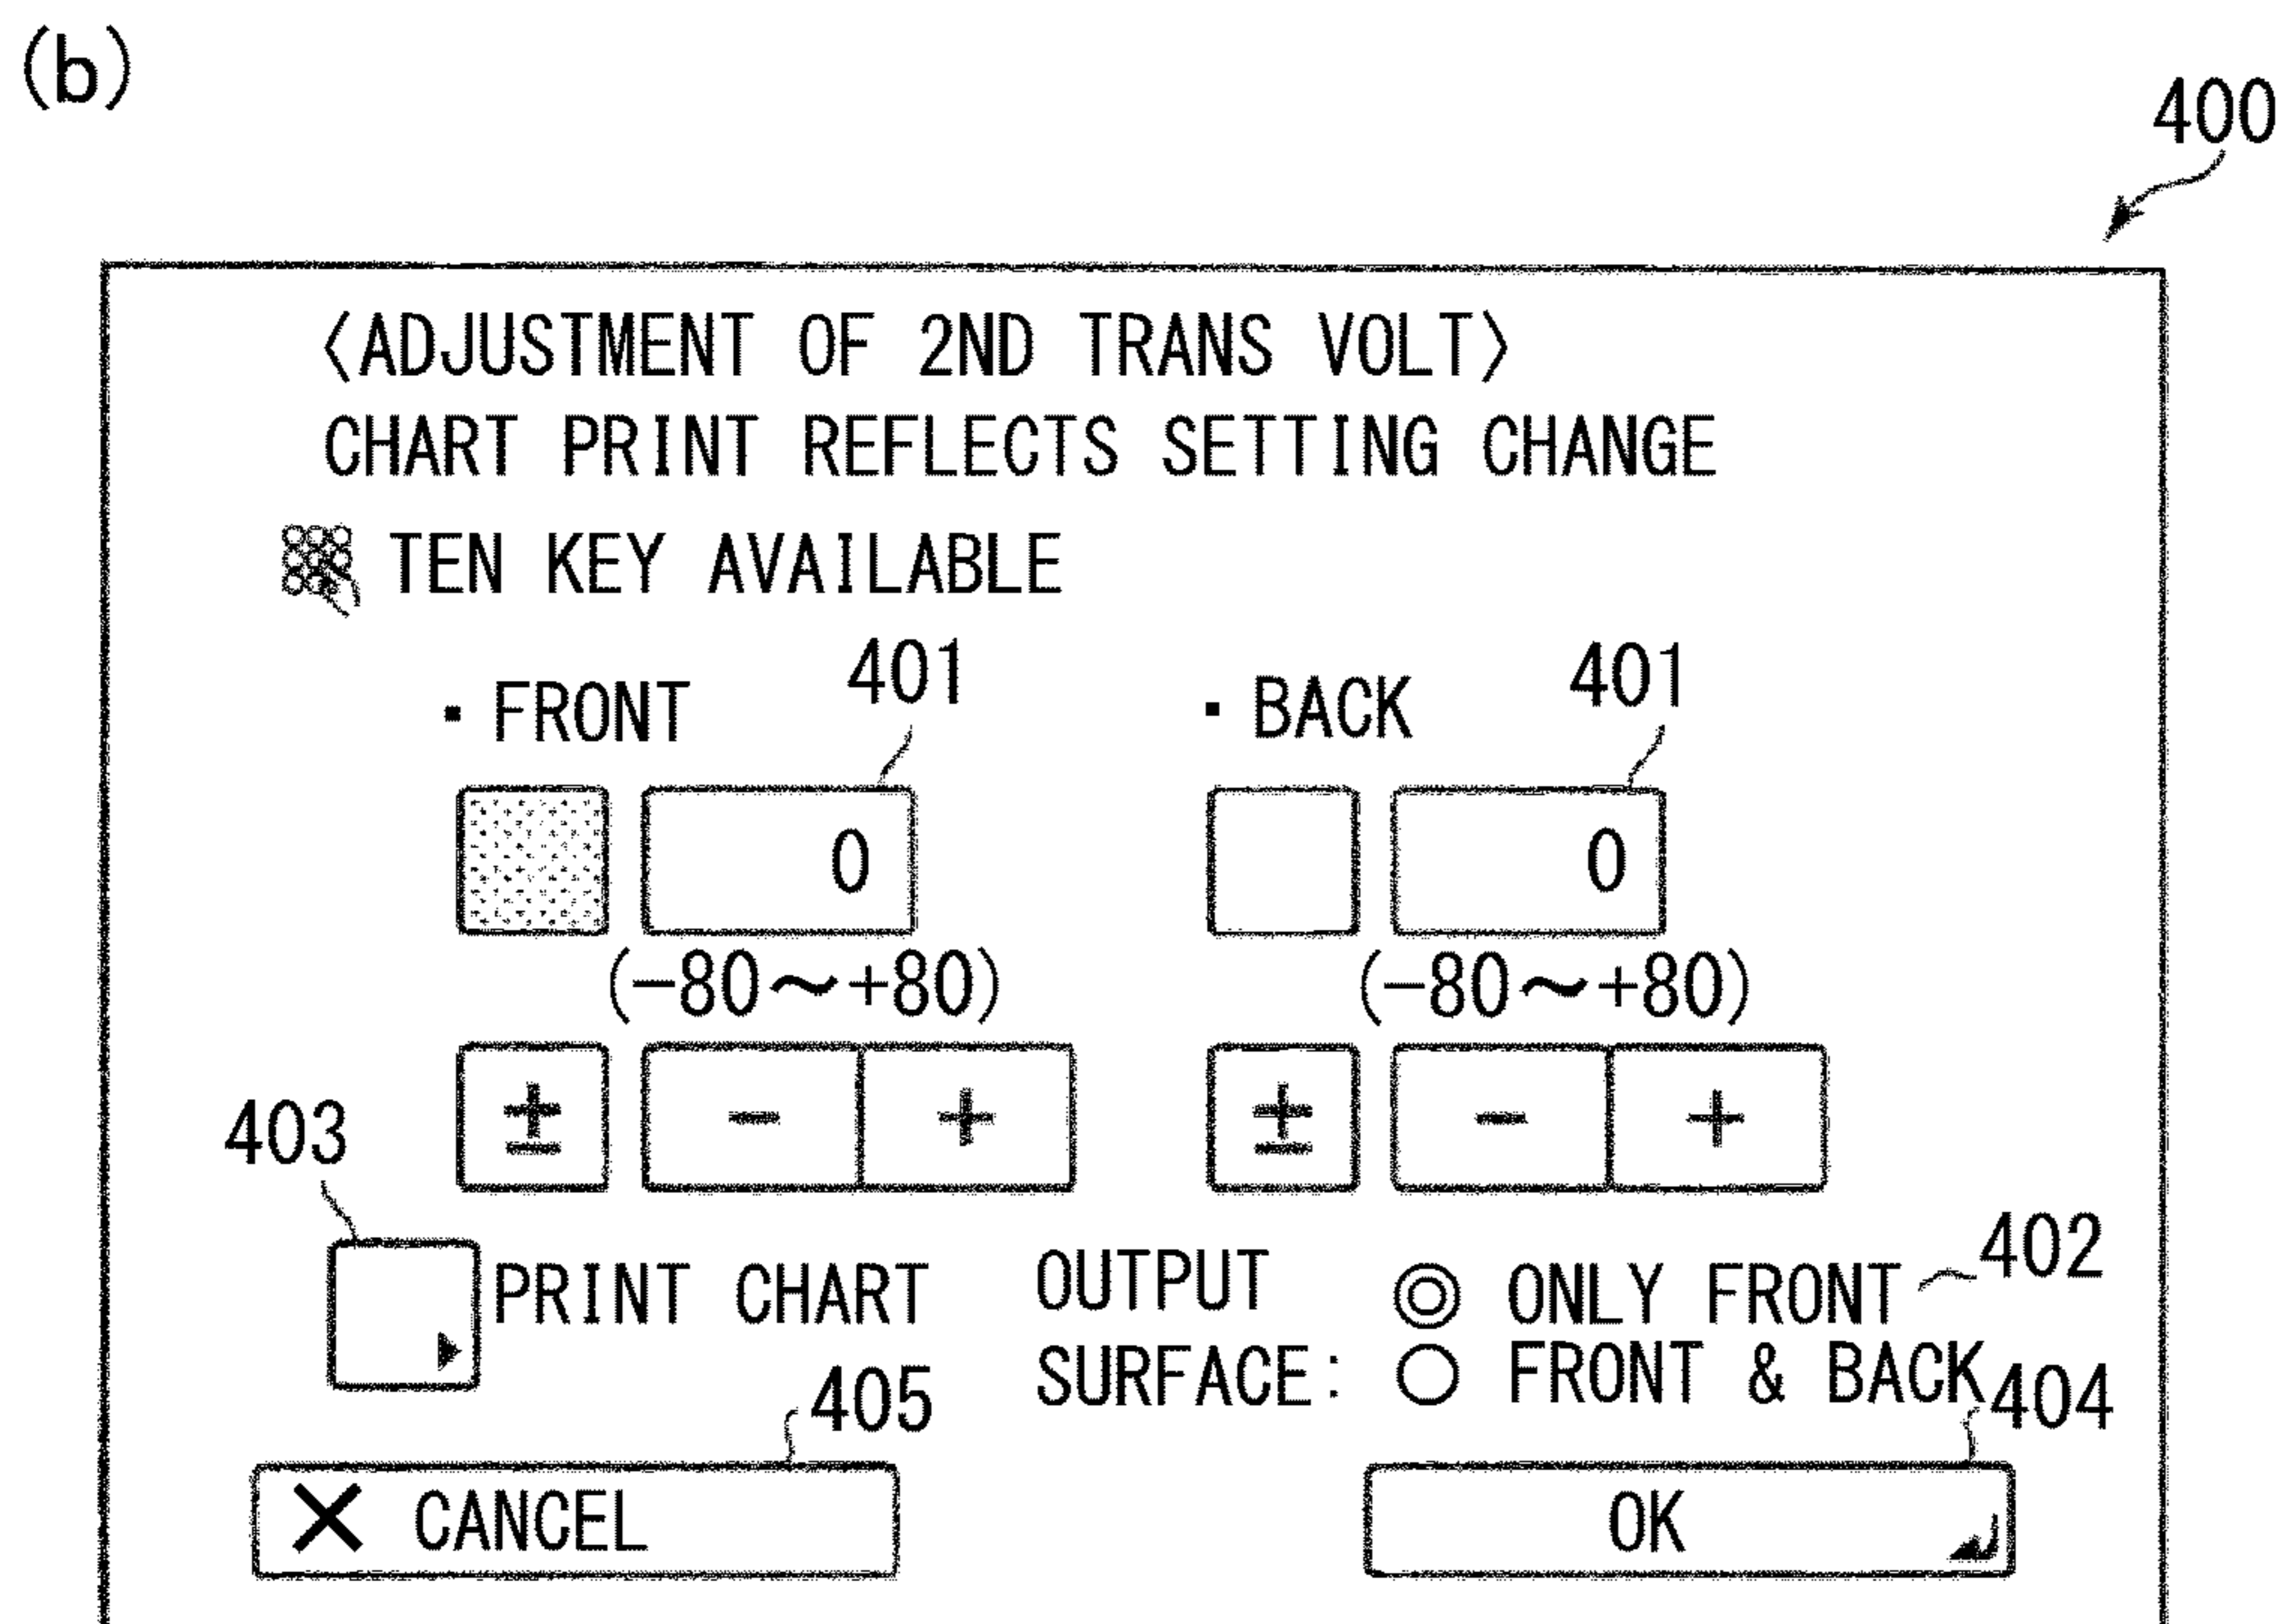 (b)
400
〈ADJUSTMENT OF 2ND TRANS VOLT〉
CHART PRINT REFLECTS SETTING CHANGE
TEN KEY AVAILABLE
・FRONT 401 ・BACK 401
0 0
(-80～+80) (-80～+80)
± - + ± - +
403
PRINT CHART OUTPUT SURFACE: ◎ ONLY FRONT 402
○ FRONT & BACK 404
405
× CANCEL OK